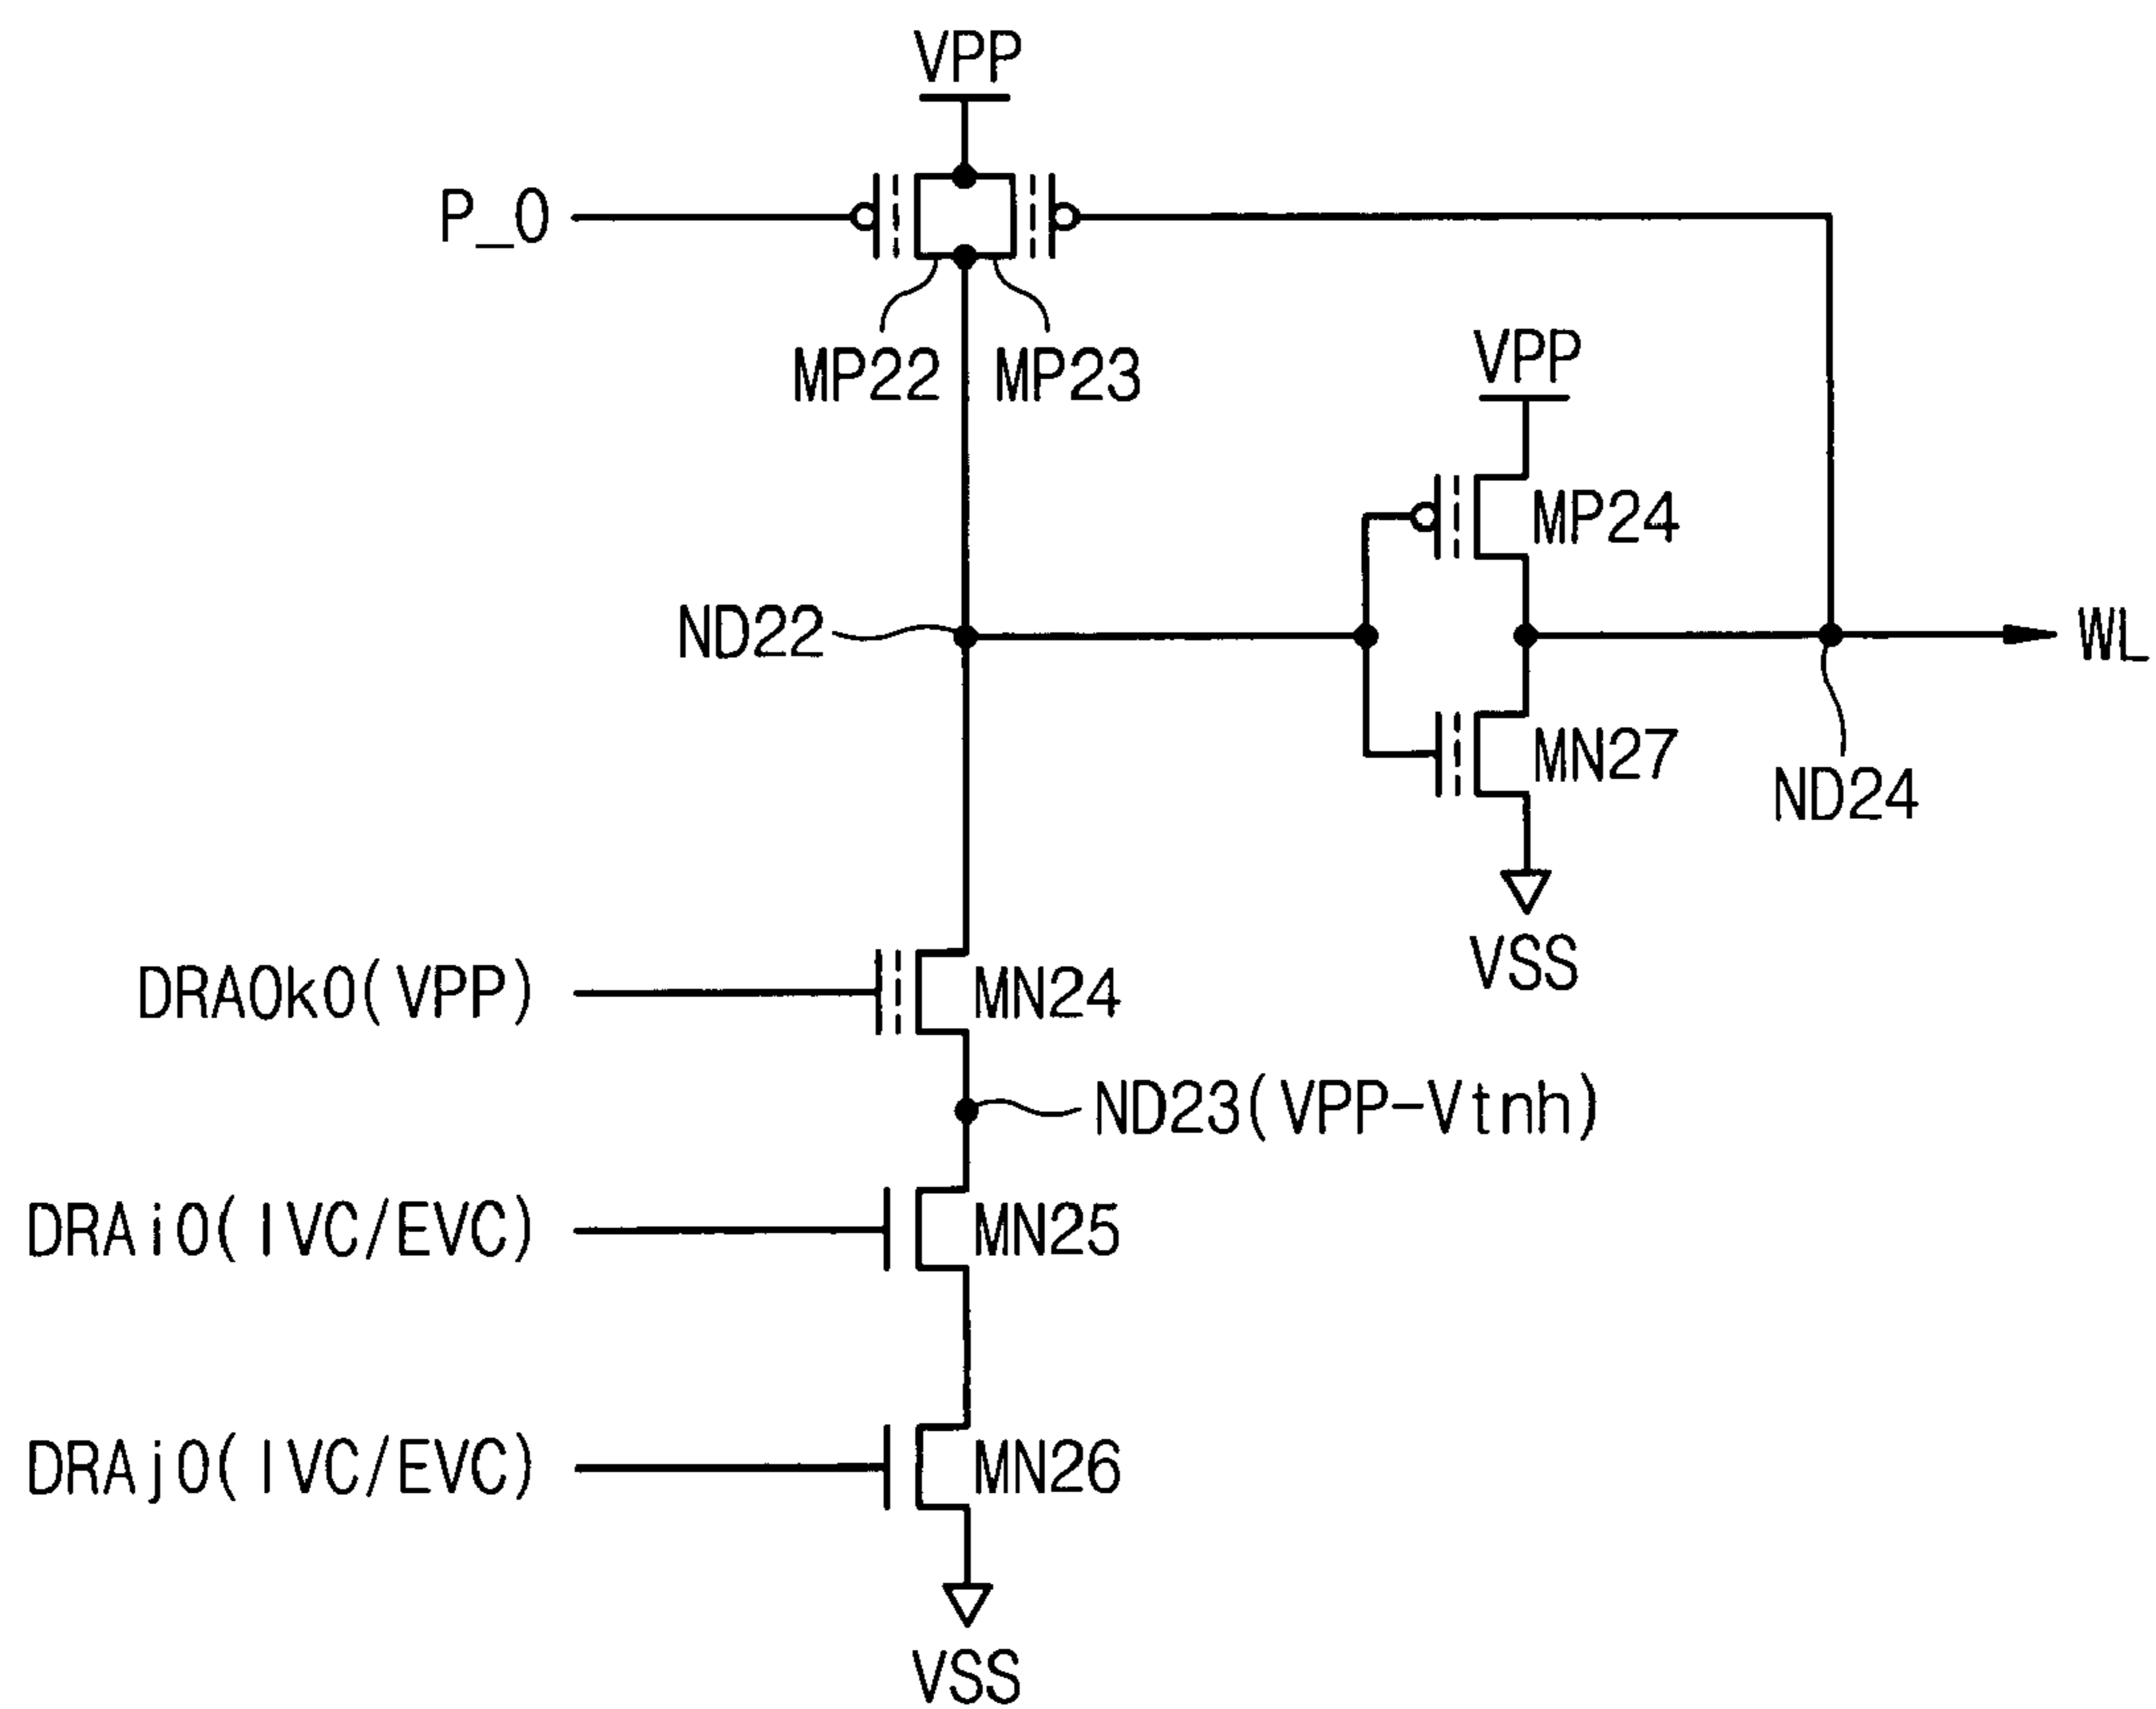 VPP
P_0
MP22
MP23
VPP
MP24
ND22
WL
MN27
ND24
VSS
DRA0k0(VPP)
MN24
ND23(VPP-Vtnh)
DRAi0(IVC/EVC)
MN25
DRAj0(IVC/EVC)
MN26
VSS